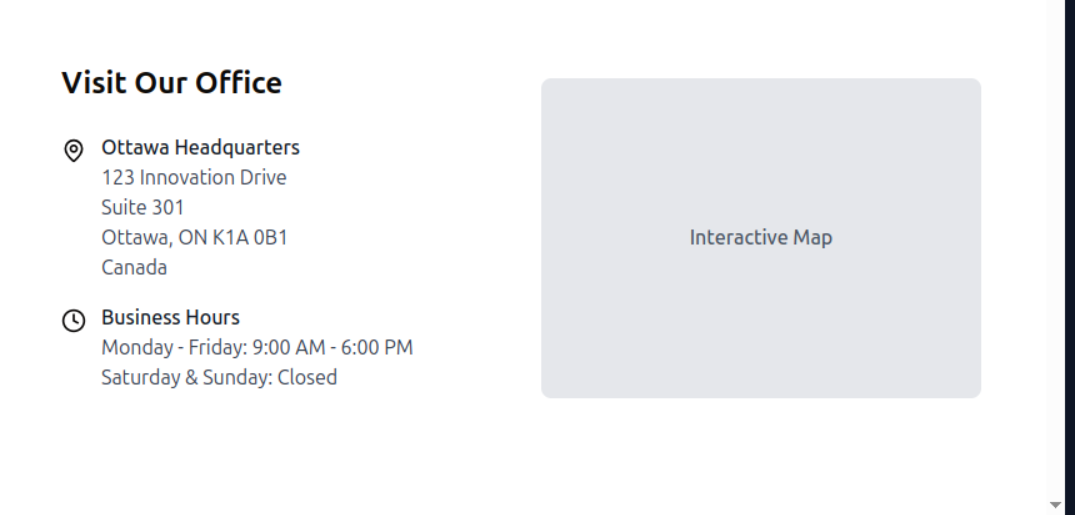 Visit Our Office
Ottawa Headquarters
123 Innovation Drive
Suite 301
Ottawa, ON K1A 0B1
Canada
Business Hours
Monday - Friday: 9:00 AM - 6:00 PM
Saturday & Sunday: Closed
Interactive Map